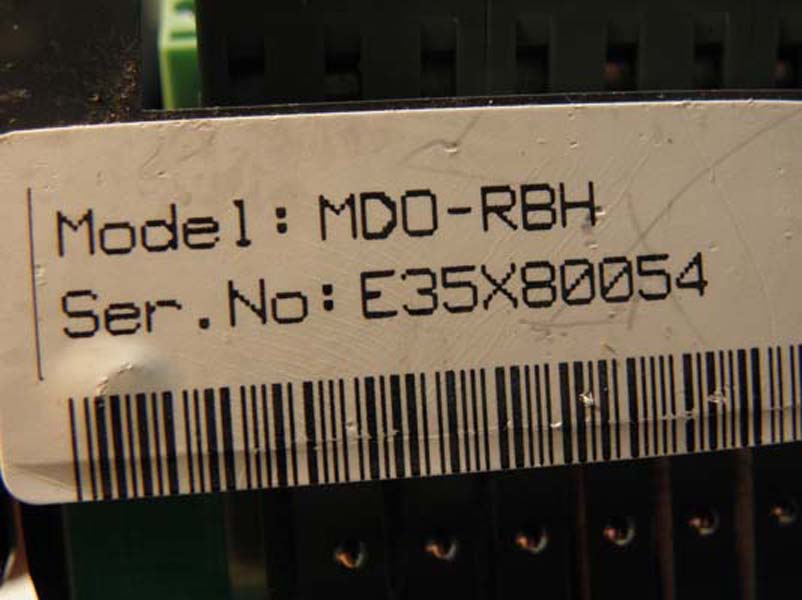 Model: MDO-RBH
Ser.No: E35X80054